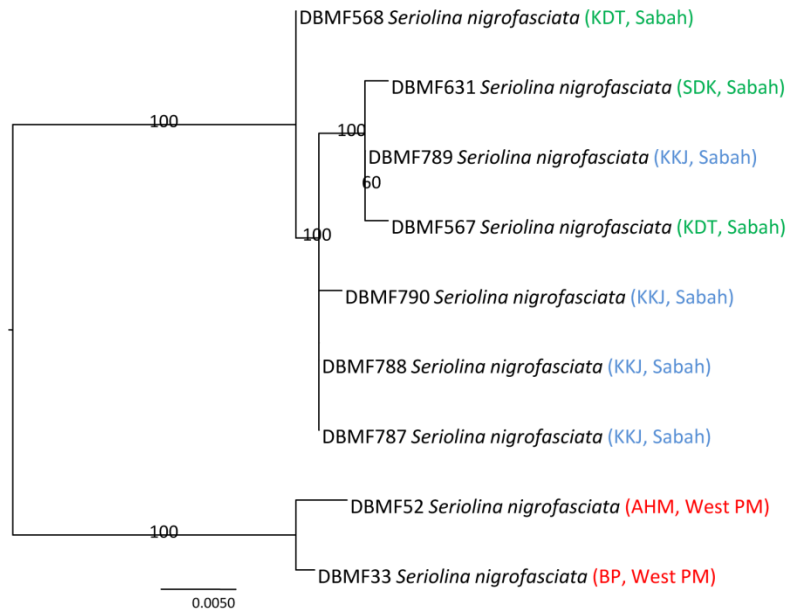 DBMF568 Seriolina nigrofasciata (KDT, Sabah)
DBMF631 Seriolina nigrofasciata (SDK, Sabah)
100
100
DBMF789 Seriolina nigrofasciata (KKJ, Sabah)
60
DBMF567 Seriolina nigrofasciata (KDT, Sabah)
100
DBMF790 Seriolina nigrofasciata (KKJ, Sabah)
DBMF788 Seriolina nigrofasciata (KKJ, Sabah)
DBMF787 Seriolina nigrofasciata (KKJ, Sabah)
DBMF52 Seriolina nigrofasciata (AHM, West PM)
100
DBMF33 Seriolina nigrofasciata (BP, West PM)
0.0050